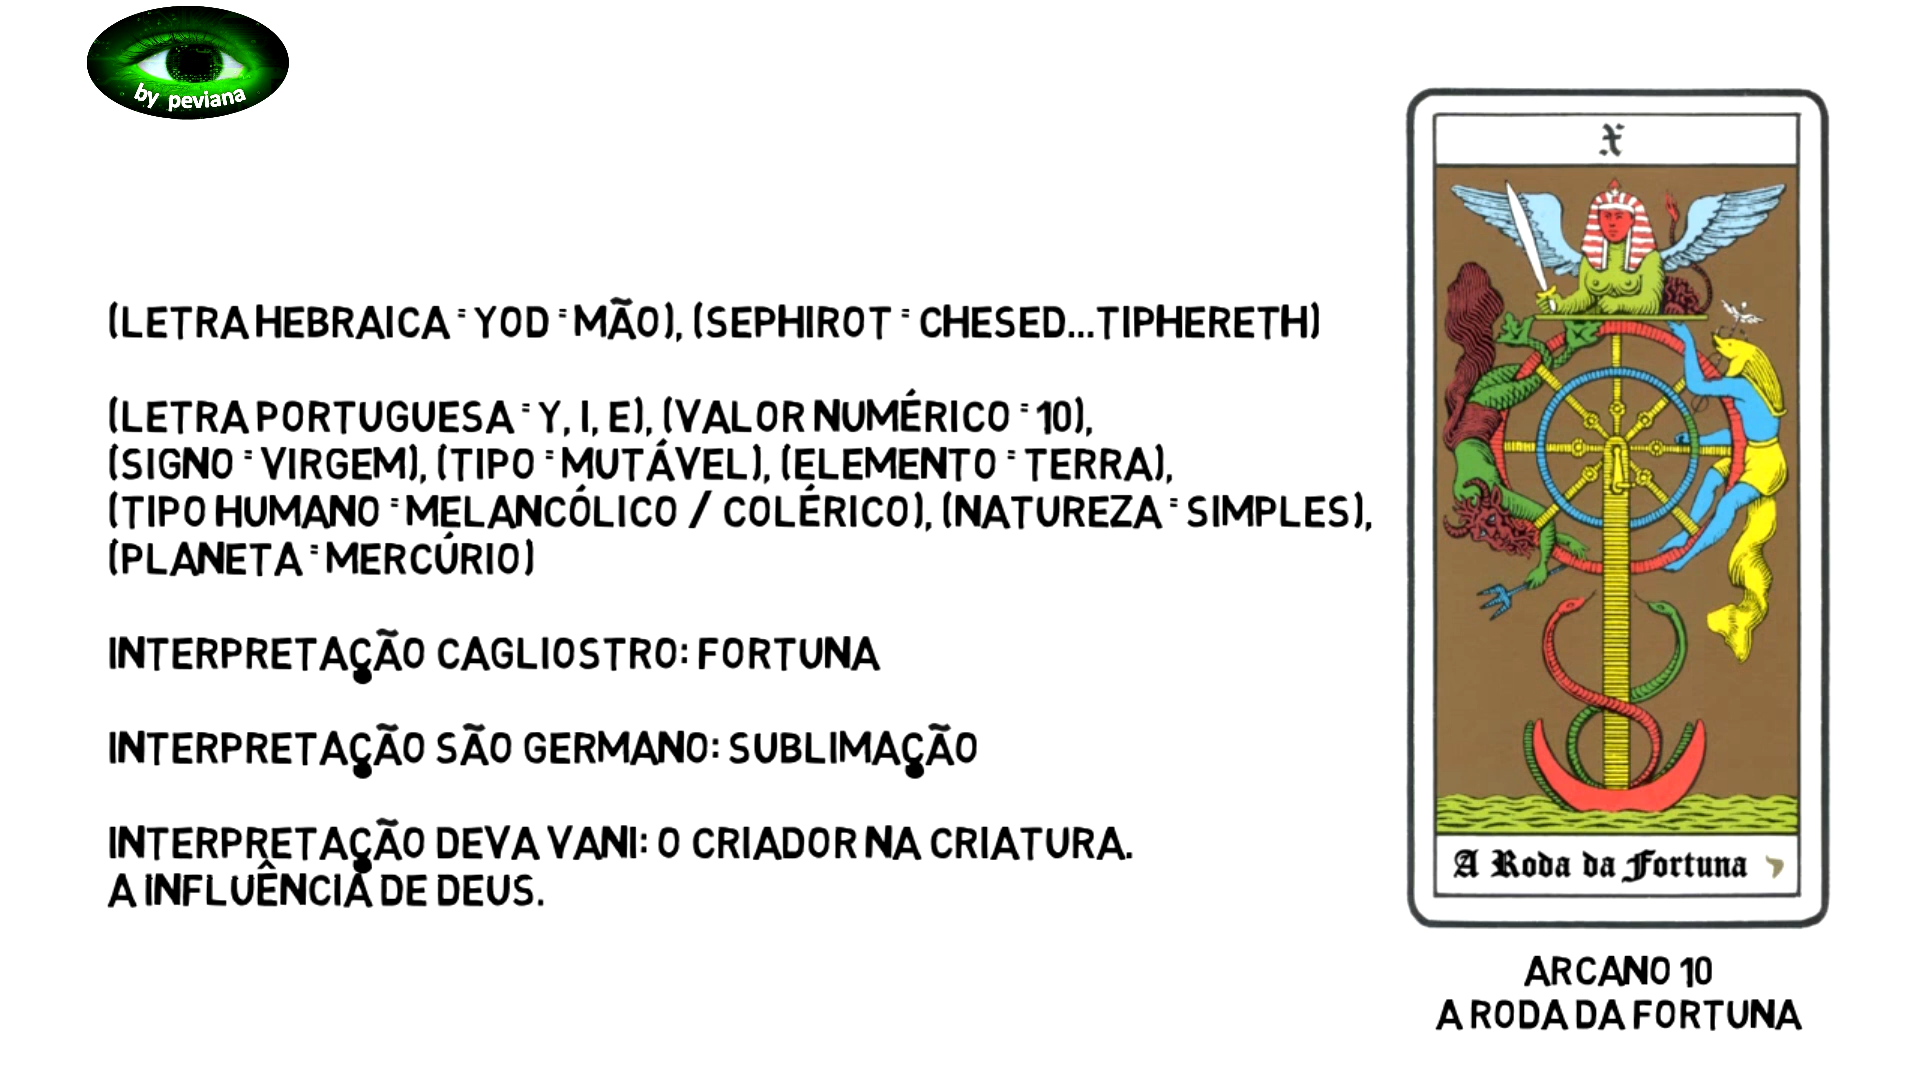 by peviana
(LETRA HEBRAICA = YOD = MÃO), (SEPHIROT = CHESED...TIPHERETH)
(LETRA PORTUGUESA = Y, I, E), (VALOR NUMÉRICO = 10),
(SIGNO = VIRGEM), (TIPO = MUTÁVEL), (ELEMENTO = TERRA),
(TIPO HUMANO = MELANCÓLICO / COLÉRICO), (NATUREZA = SIMPLES),
(PLANETA = MERCÚRIO)
INTERPRETAÇÃO CAGLIOSTRO: FORTUNA
INTERPRETAÇÃO SÃO GERMANO: SUBLIMAÇÃO
INTERPRETAÇÃO DEVA VANI: O CRIADOR NA CRIATURA.
A INFLUÊNCIA DE DEUS.
X
A Roda da Fortuna
ARCANO 10
A RODA DA FORTUNA